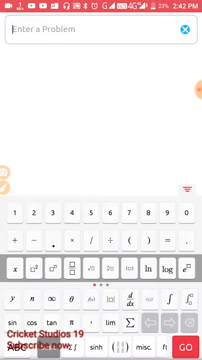 4G 23% 2:42 PM
Enter a Problem
1 2 3 4 5 6 7 8 9 0
+ − . × / ÷ ( ) = .
ln log
y n ∞ θ
sin cos tan π lim Σ
Cricket Studios 19
Subscribe now
ABC sinh misc. GO